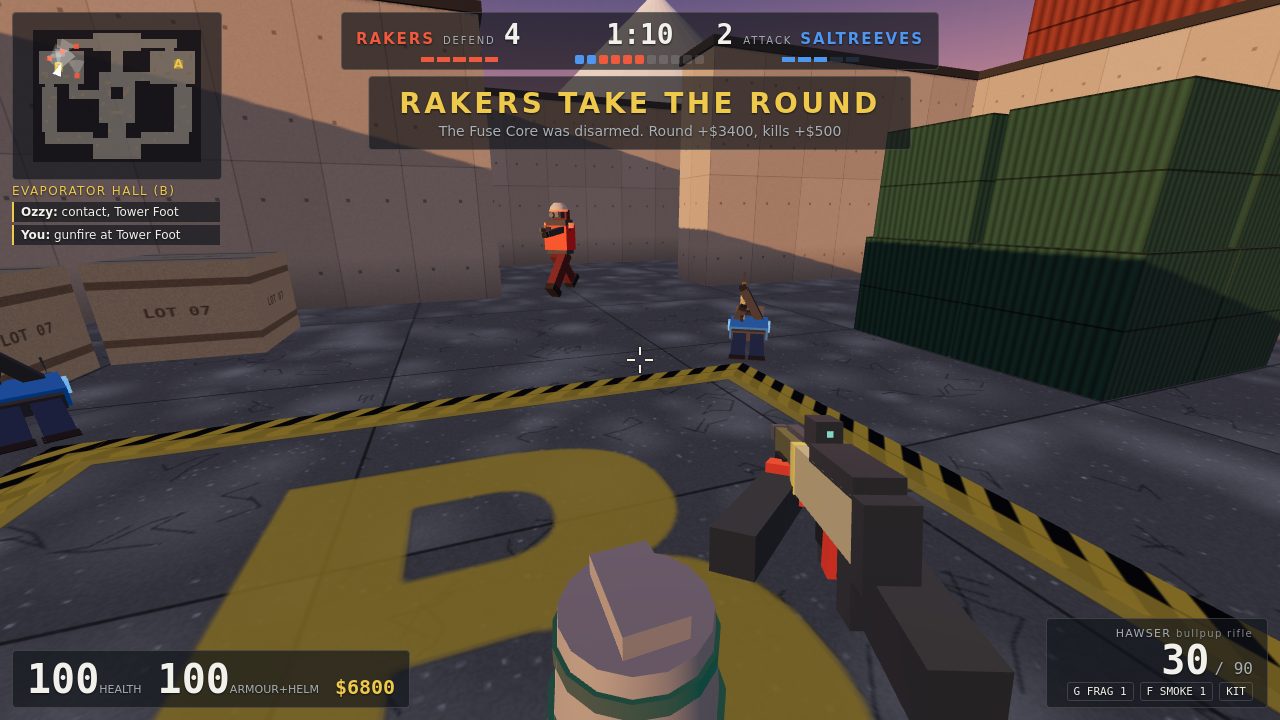 RAKERS DEFEND 4 1:10 2 ATTACK SALTREEVES
RAKERS TAKE THE ROUND
The Fuse Core was disarmed. Round +$3400, kills +$500
A
EVAPORATOR HALL (B)
Ozzy: contact, Tower Foot
You: gunfire at Tower Foot
LOT 07
LOT 07
LOT 07
B
100 HEALTH 100 ARMOUR+HELM $6800
HAWSER bullpup rifle
30 / 90
G FRAG 1 F SMOKE 1 KIT